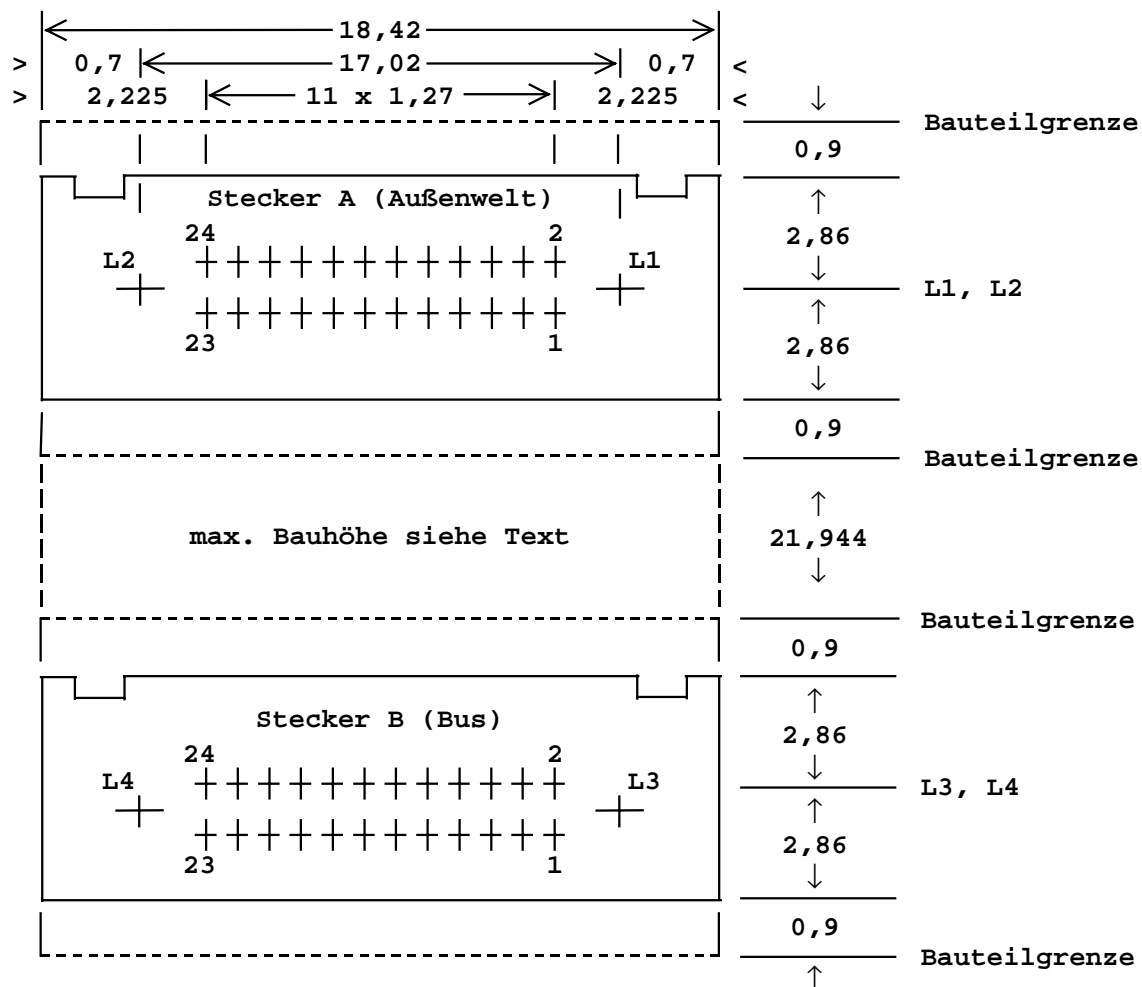 18,42
> 0,7 17,02 0,7 <
> 2,225 11 x 1,27 2,225 <
↓
Bauteilgrenze
0,9
Stecker A (Außenwelt)
↑
24 2
2,86
L2 L1
↓
L1, L2
↑
23 1
2,86
↓
0,9
Bauteilgrenze
↑
max. Bauhöhe siehe Text
21,944
↓
Bauteilgrenze
0,9
Stecker B (Bus)
↑
2,86
24 2
↓
L4 L3
L3, L4
↑
2,86
23 1
↓
0,9
Bauteilgrenze
↑